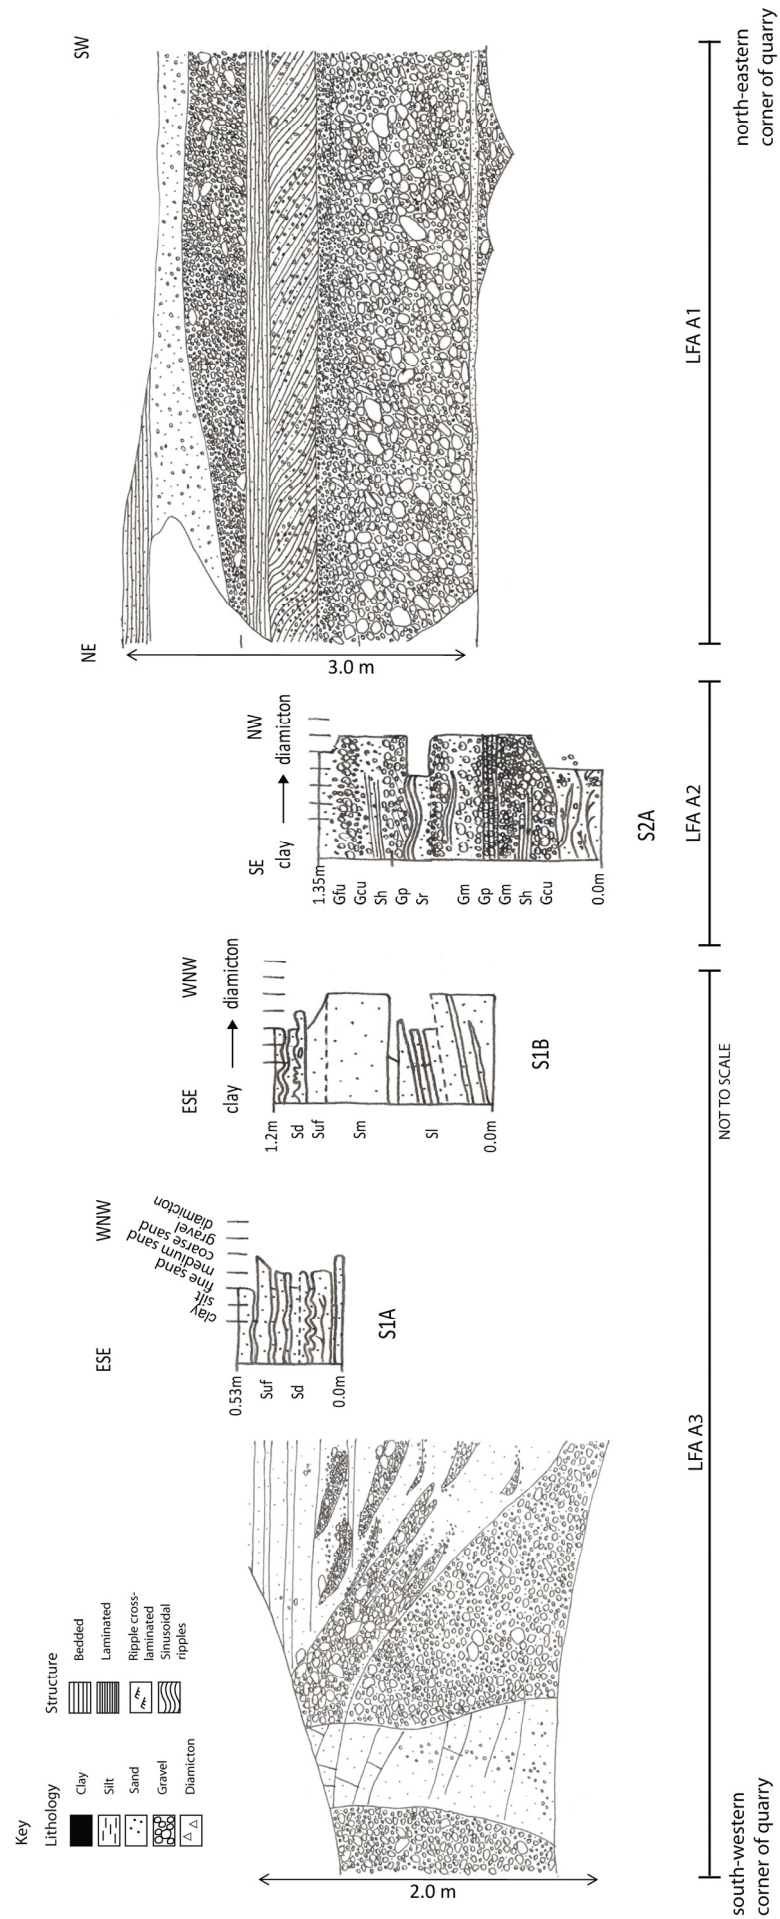 Key
Lithology
Clay
Silt
Sand
Gravel
Diamicton
Structure
Bedded
Laminated
Ripple cross-
laminated
Sinusoidal
ripples
2.0 m
south-western
corner of quarry
ESE
WNW
clay
silt
fine sand
medium sand
coarse sand
gravel
diamicton
0.53m
Suf
Sd
0.0m
S1A
LFA A3
ESE
WNW
clay
diamicton
1.2m
Sd
Suf
Sm
Sl
0.0m
S1B
NOT TO SCALE
SE
NW
clay
diamicton
1.35m
Gfu
Gcu
Sh
Gp
Sr
Gm
Gp
Gm
Sh
Gcu
0.0m
S2A
LFA A2
NE
SW
3.0 m
LFA A1
north-eastern
corner of quarry